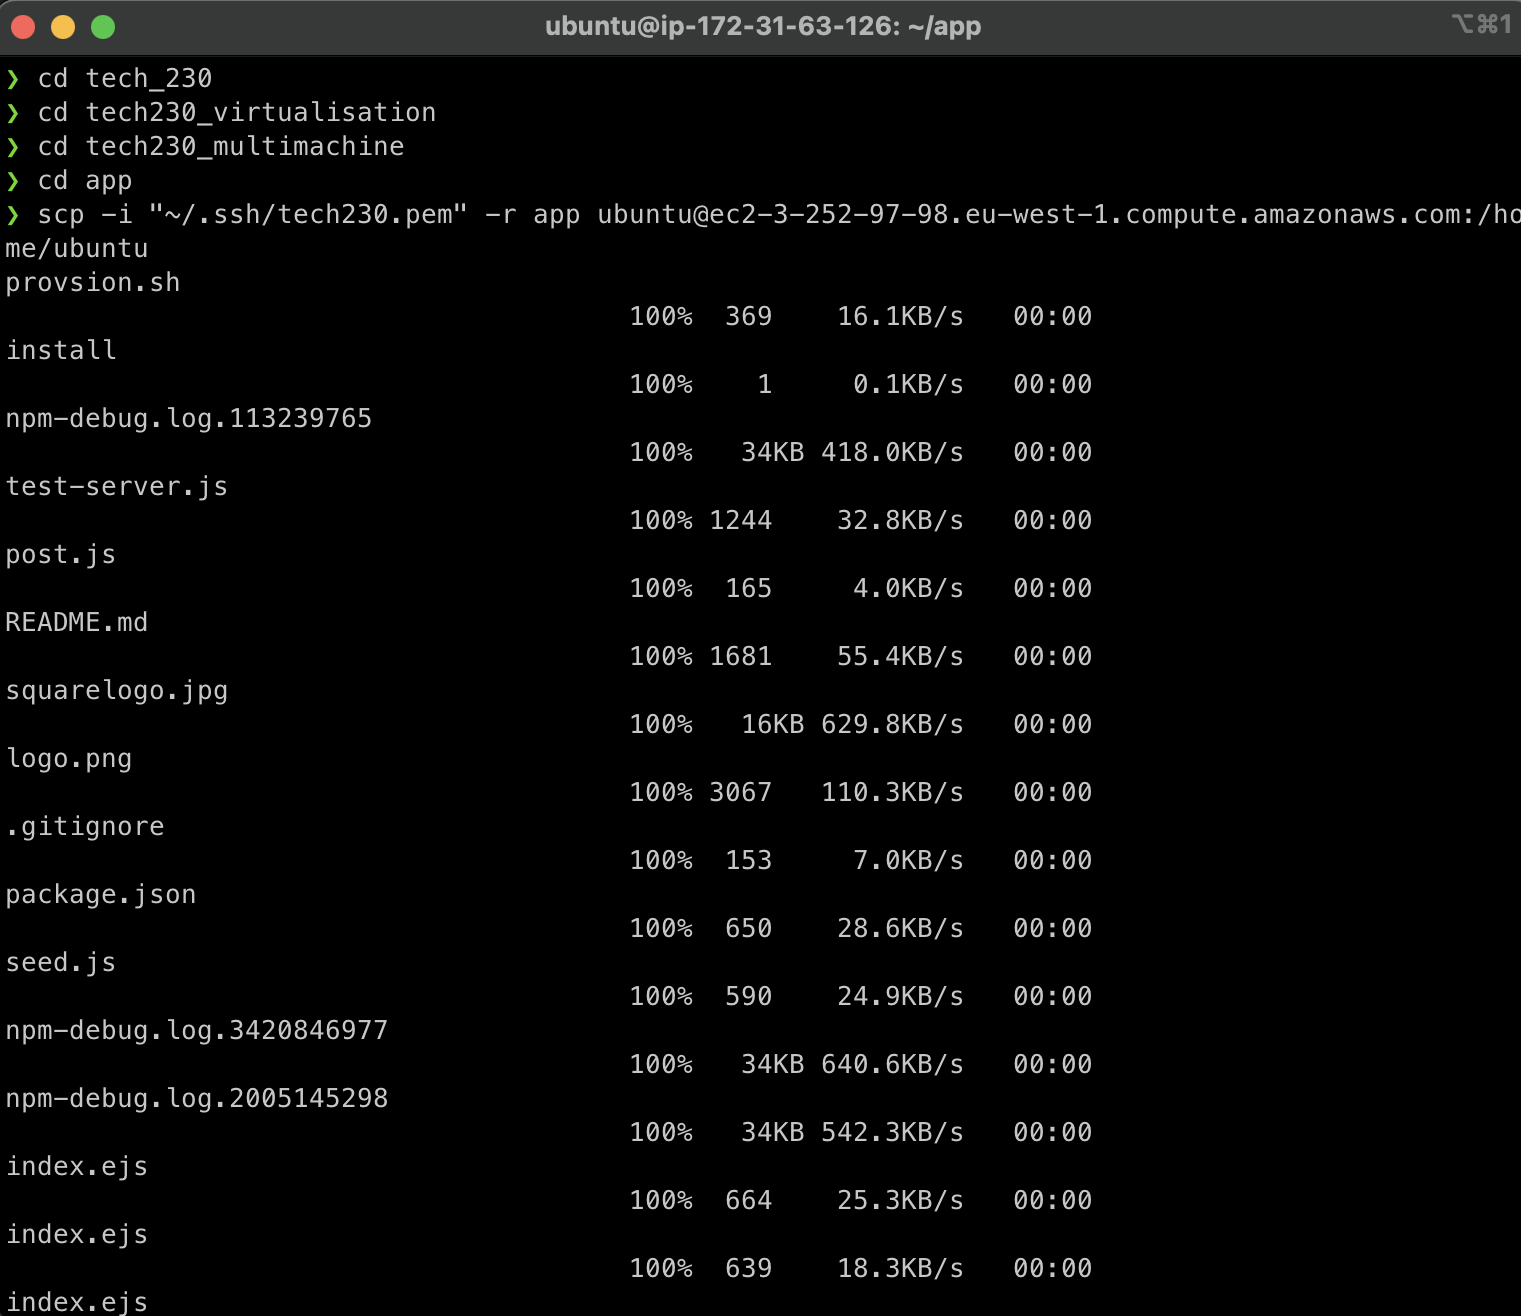 ubuntu@ip-172-31-63-126: ~/app
⌥⌘1
❯ cd tech_230
❯ cd tech230_virtualisation
❯ cd tech230_multimachine
❯ cd app
❯ scp -i "~/.ssh/tech230.pem" -r app ubuntu@ec2-3-252-97-98.eu-west-1.compute.amazonaws.com:/ho
me/ubuntu
provsion.sh
100% 369 16.1KB/s 00:00
install
100% 1 0.1KB/s 00:00
npm-debug.log.113239765
100% 34KB 418.0KB/s 00:00
test-server.js
100% 1244 32.8KB/s 00:00
post.js
100% 165 4.0KB/s 00:00
README.md
100% 1681 55.4KB/s 00:00
squarelogo.jpg
100% 16KB 629.8KB/s 00:00
logo.png
100% 3067 110.3KB/s 00:00
.gitignore
100% 153 7.0KB/s 00:00
package.json
100% 650 28.6KB/s 00:00
seed.js
100% 590 24.9KB/s 00:00
npm-debug.log.3420846977
100% 34KB 640.6KB/s 00:00
npm-debug.log.2005145298
100% 34KB 542.3KB/s 00:00
index.ejs
100% 664 25.3KB/s 00:00
index.ejs
100% 639 18.3KB/s 00:00
index.ejs